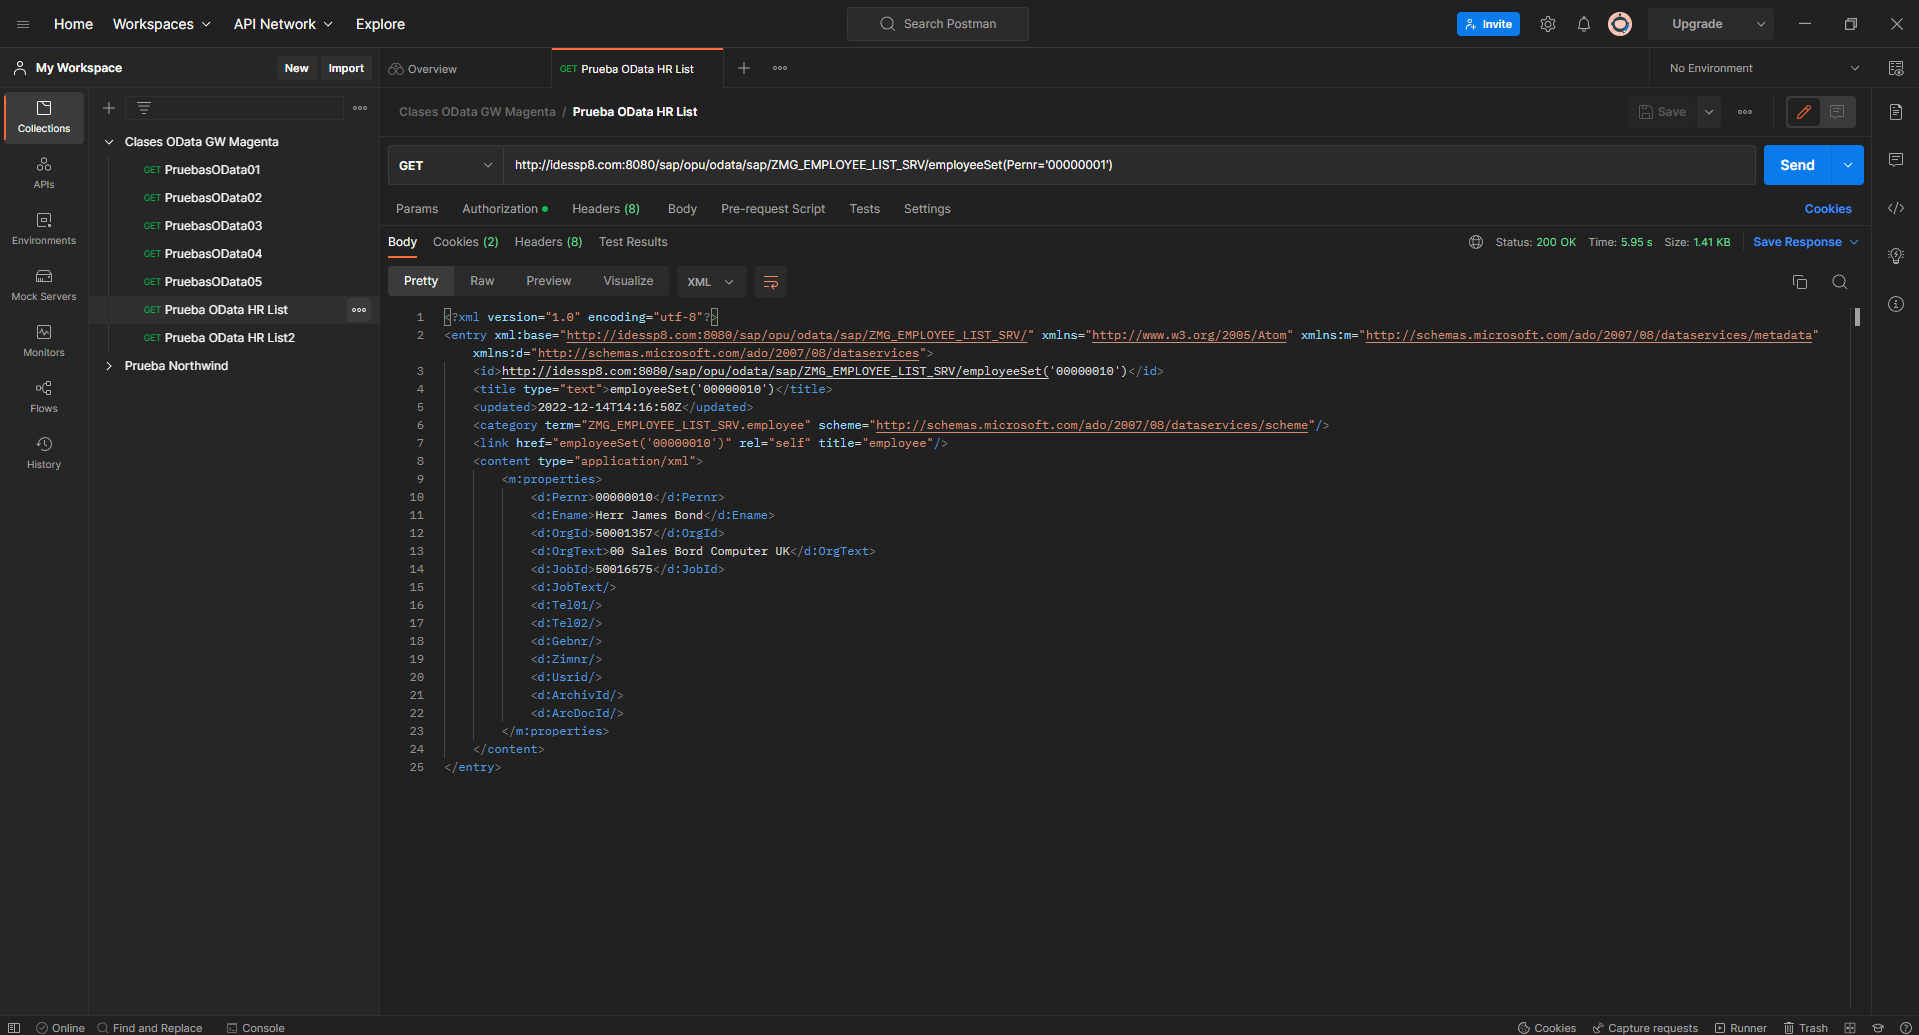 Home Workspaces API Network Explore Search Postman Invite Upgrade
My Workspace New Import Overview GET Prueba OData HR List No Environment
Collections
APIs
Environments
Mock Servers
Monitors
Flows
History
Clases OData GW Magenta
GET PruebasOData01
GET PruebasOData02
GET PruebasOData03
GET PruebasOData04
GET PruebasOData05
GET Prueba OData HR List
GET Prueba OData HR List2
Prueba Northwind
Clases OData GW Magenta / Prueba OData HR List Save
GET http://idessp8.com:8080/sap/opu/odata/sap/ZMG_EMPLOYEE_LIST_SRV/employeeSet(Pernr='00000001') Send
Params Authorization Headers (8) Body Pre-request Script Tests Settings Cookies
Body Cookies (2) Headers (8) Test Results Status: 200 OK Time: 5.95 s Size: 1.41 KB Save Response
Pretty Raw Preview Visualize XML
1 <?xml version="1.0" encoding="utf-8"?>
2 <entry xml:base="http://idessp8.com:8080/sap/opu/odata/sap/ZMG_EMPLOYEE_LIST_SRV/" xmlns="http://www.w3.org/2005/Atom" xmlns:m="http://schemas.microsoft.com/ado/2007/08/dataservices/metadata"
xmlns:d="http://schemas.microsoft.com/ado/2007/08/dataservices">
3 <id>http://idessp8.com:8080/sap/opu/odata/sap/ZMG_EMPLOYEE_LIST_SRV/employeeSet('00000010')</id>
4 <title type="text">employeeSet('00000010')</title>
5 <updated>2022-12-14T14:16:50Z</updated>
6 <category term="ZMG_EMPLOYEE_LIST_SRV.employee" scheme="http://schemas.microsoft.com/ado/2007/08/dataservices/scheme"/>
7 <link href="employeeSet('00000010')" rel="self" title="employee"/>
8 <content type="application/xml">
9 <m:properties>
10 <d:Pernr>00000010</d:Pernr>
11 <d:Ename>Herr James Bond</d:Ename>
12 <d:OrgId>50001357</d:OrgId>
13 <d:OrgText>00 Sales Bord Computer UK</d:OrgText>
14 <d:JobId>50016575</d:JobId>
15 <d:JobText/>
16 <d:Tel01/>
17 <d:Tel02/>
18 <d:Gebnr/>
19 <d:Zimnr/>
20 <d:Usrid/>
21 <d:ArchivId/>
22 <d:ArcDocId/>
23 </m:properties>
24 </content>
25 </entry>
Online Find and Replace Console Cookies Capture requests Runner Trash